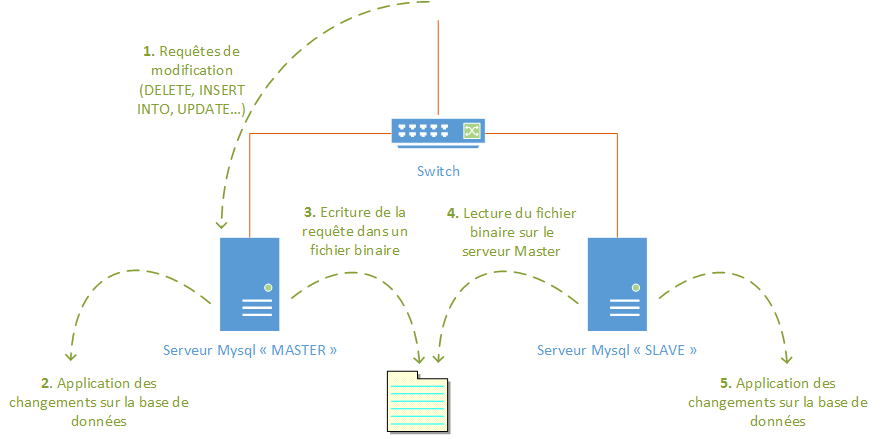 1. Requêtes de
modification
(DELETE, INSERT
INTO, UPDATE...)
Switch
3. Ecriture de la
requête dans un
fichier binaire
4. Lecture du fichier
binaire sur le
serveur Master
Serveur Mysql « MASTER »
Serveur Mysql « SLAVE »
2. Application des
changements sur la base de
données
5. Application des
changements sur la base de
données